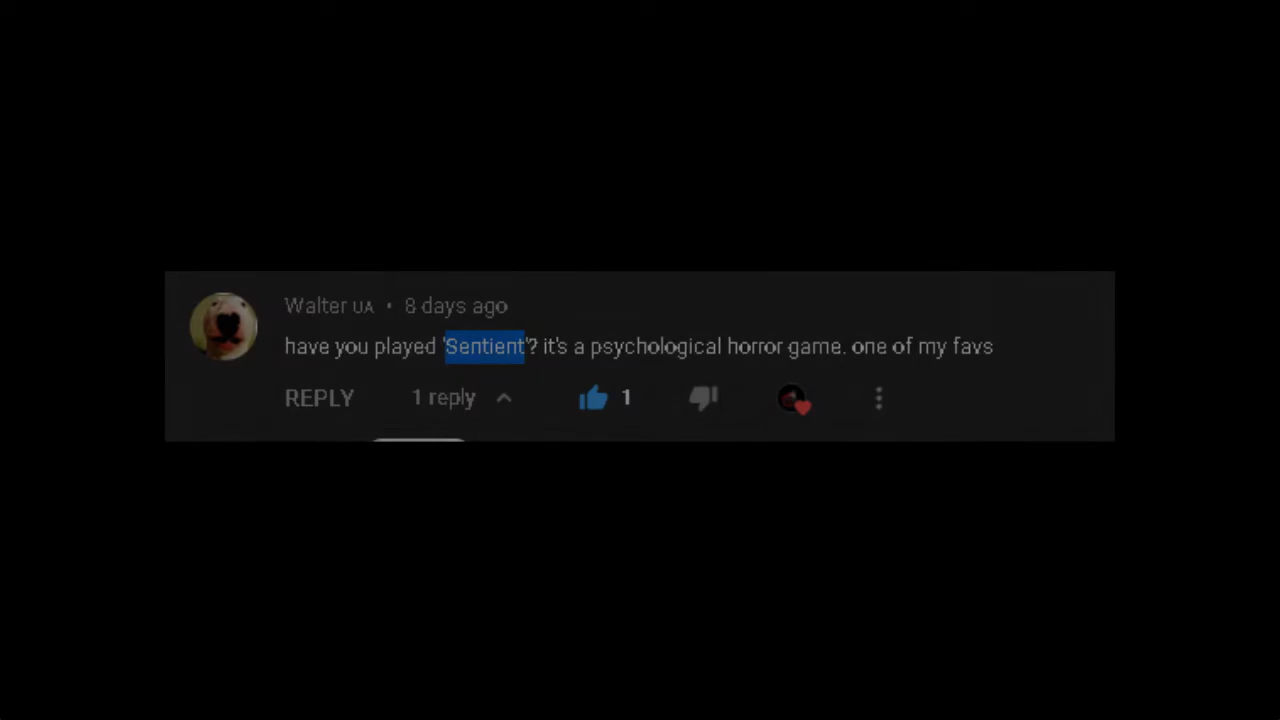 Walter UA • 8 days ago
have you played 'Sentient'? it's a psychological horror game. one of my favs
REPLY 1 reply 1